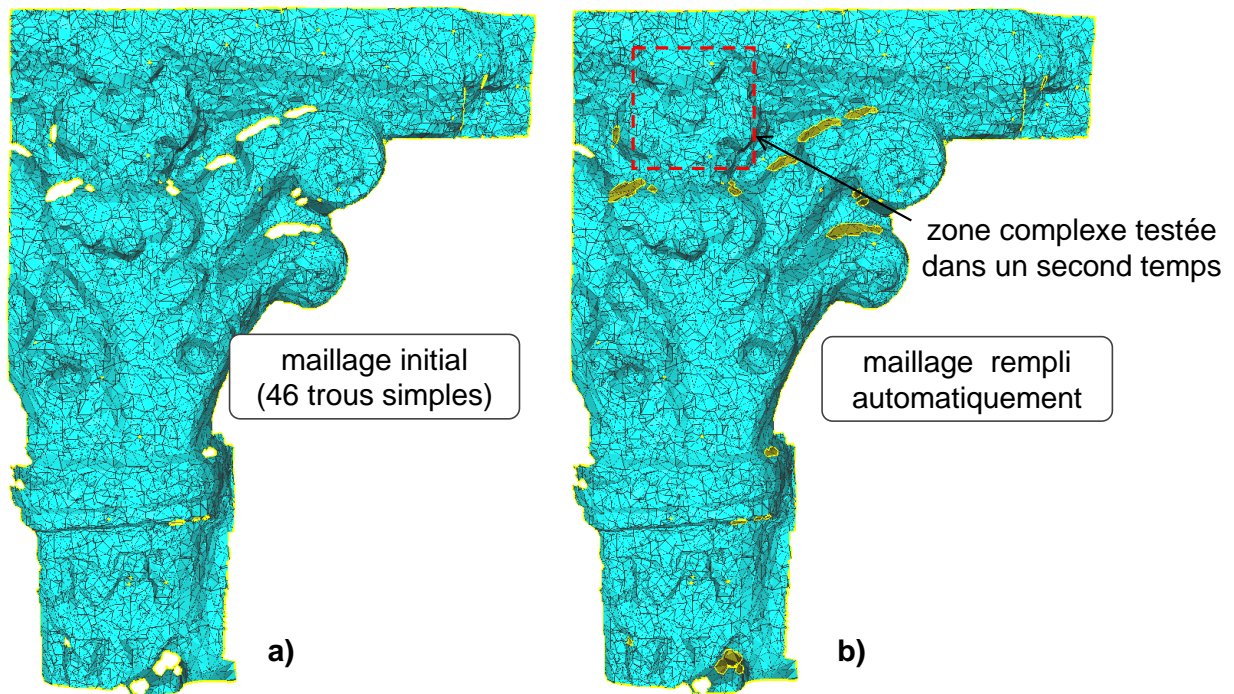 zone complexe testée
dans un second temps
maillage initial
(46 trous simples)
maillage rempli
automatiquement
a)
b)